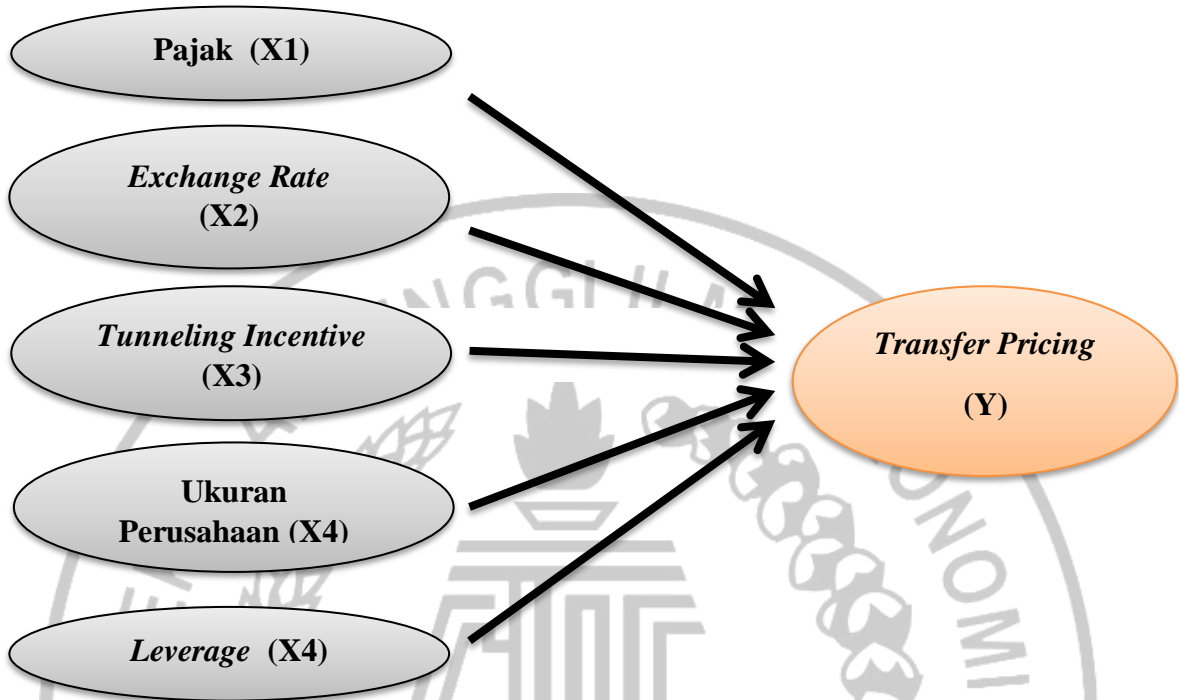 Pajak (X1)
Exchange Rate
(X2)
Tunneling Incentive
(X3)
Ukuran
Perusahaan (X4)
Leverage (X4)
Transfer Pricing
(Y)